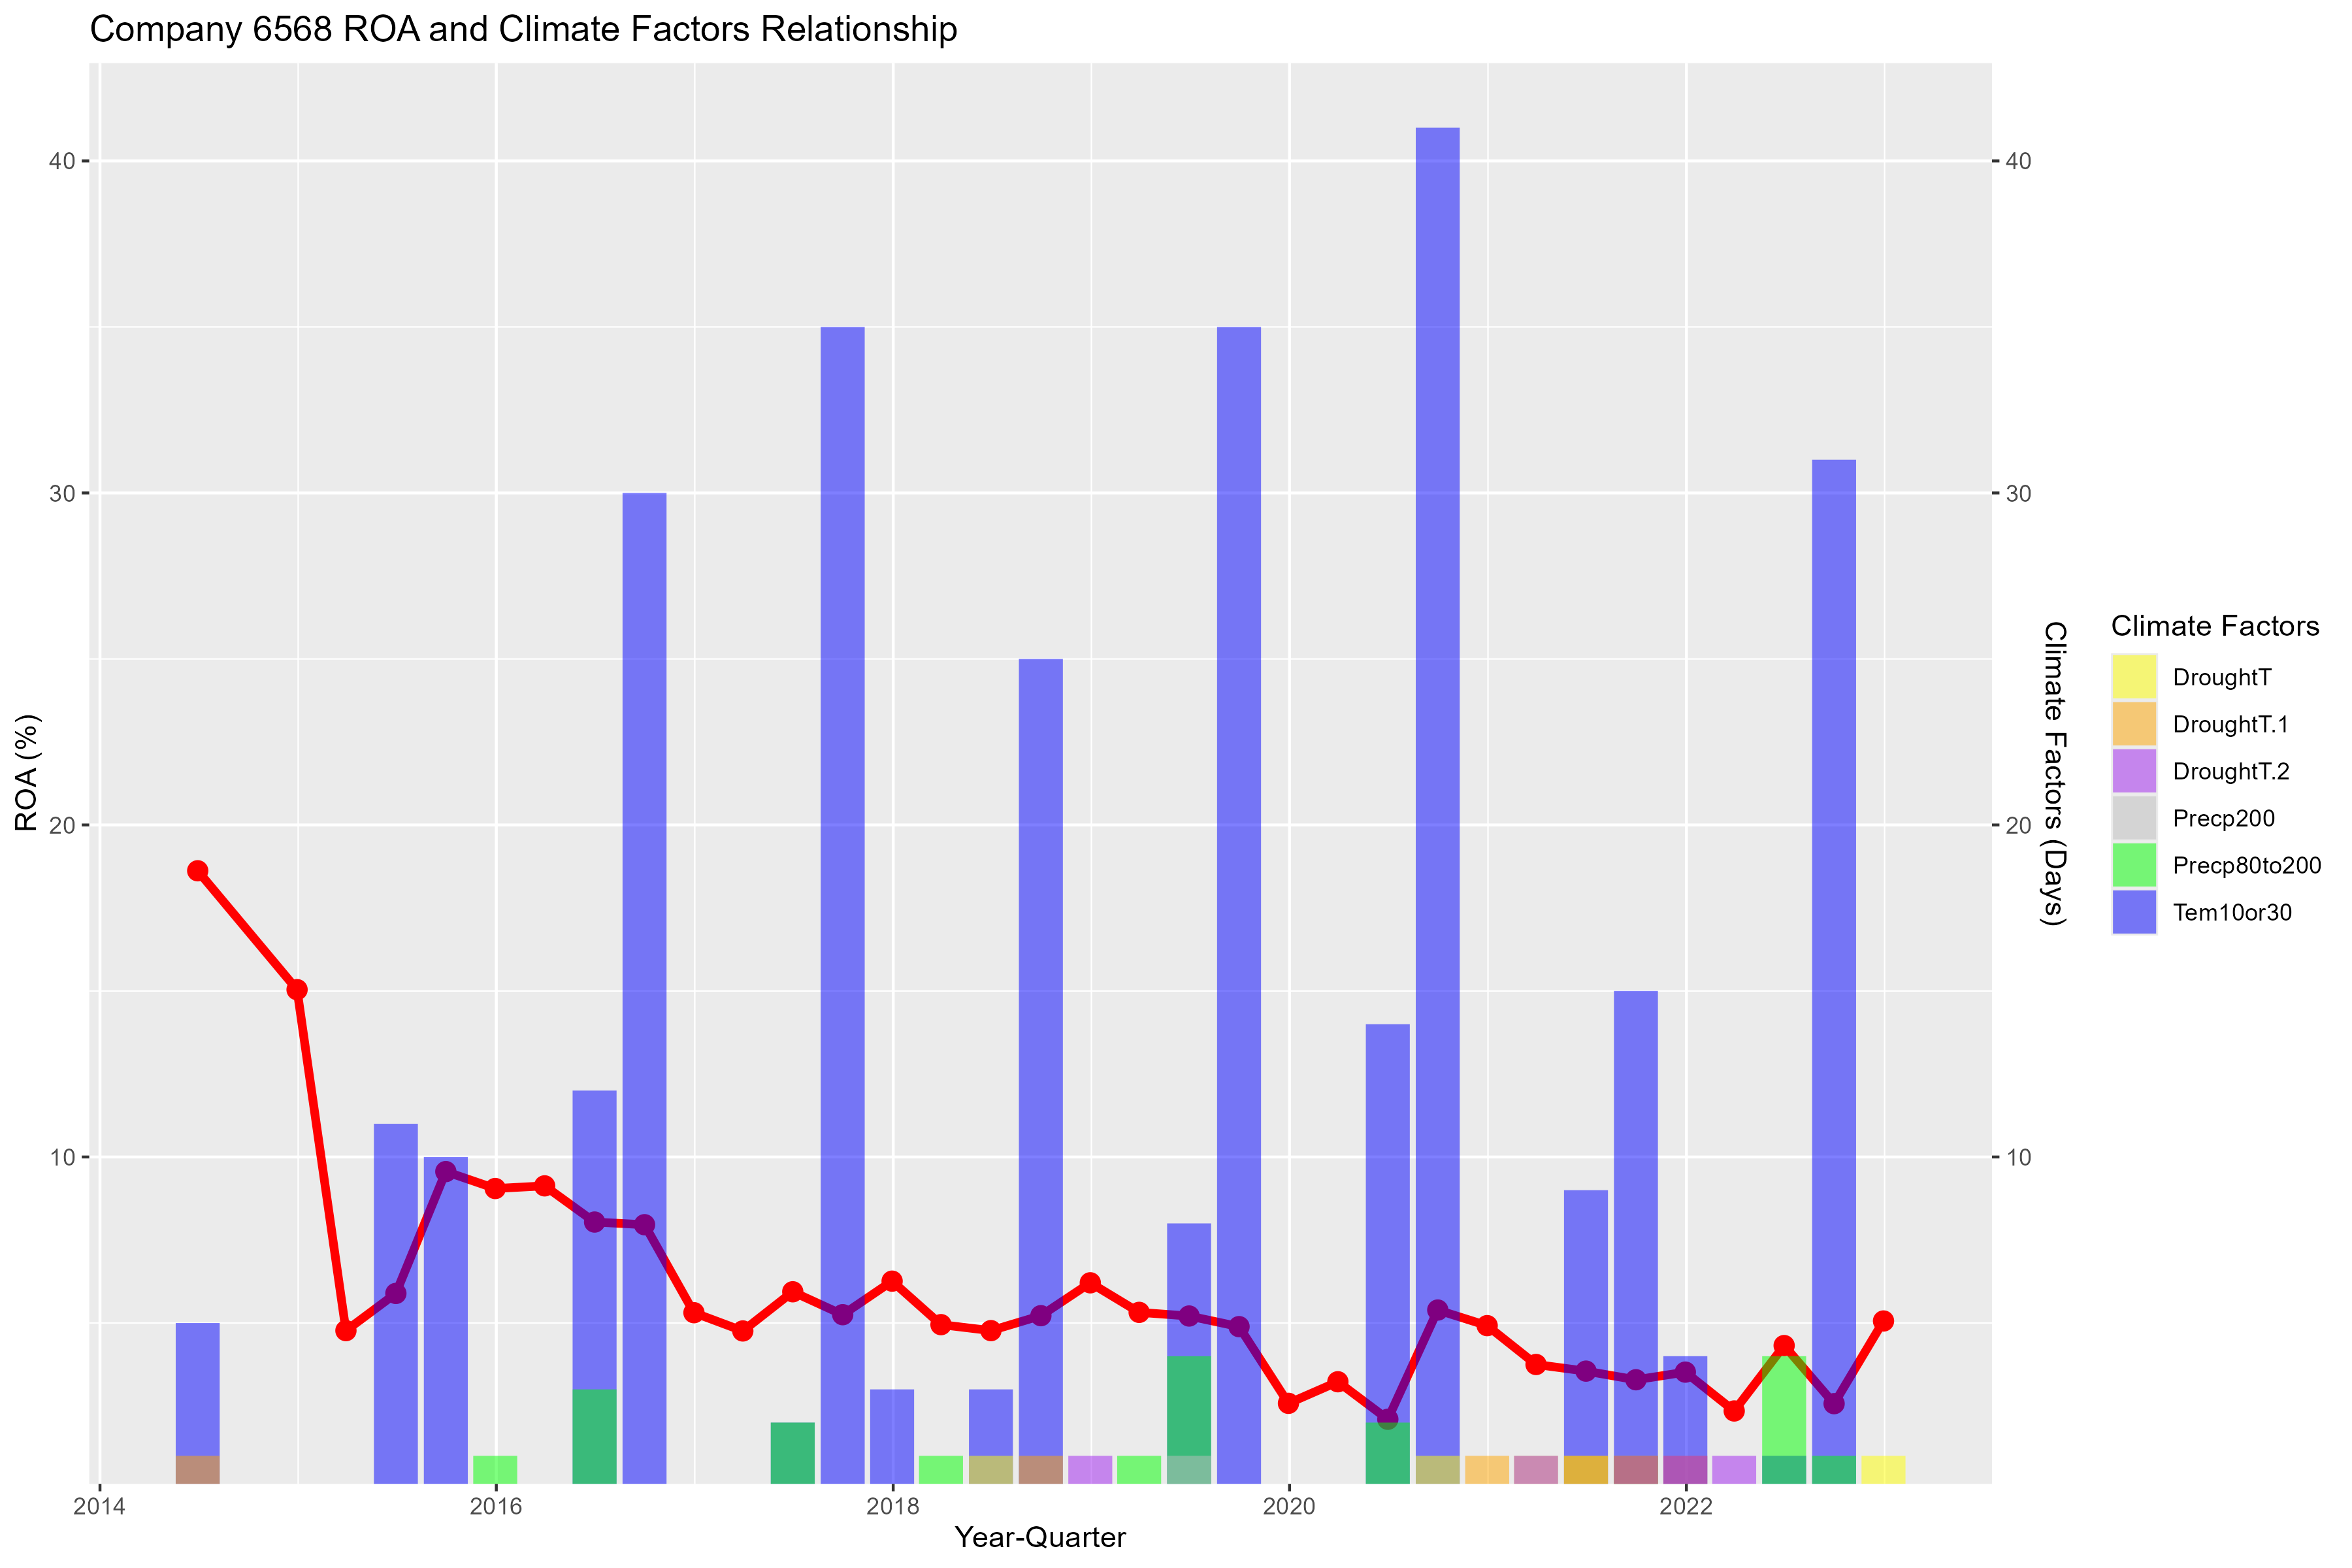 Company 6568 ROA and Climate Factors Relationship
ROA (%)
40
30
20
10
40
30
20
10
Climate Factors (Days)
2014
2016
2018
2020
2022
Year-Quarter
Climate Factors
DroughtT
DroughtT.1
DroughtT.2
Precp200
Precp80to200
Tem10or30